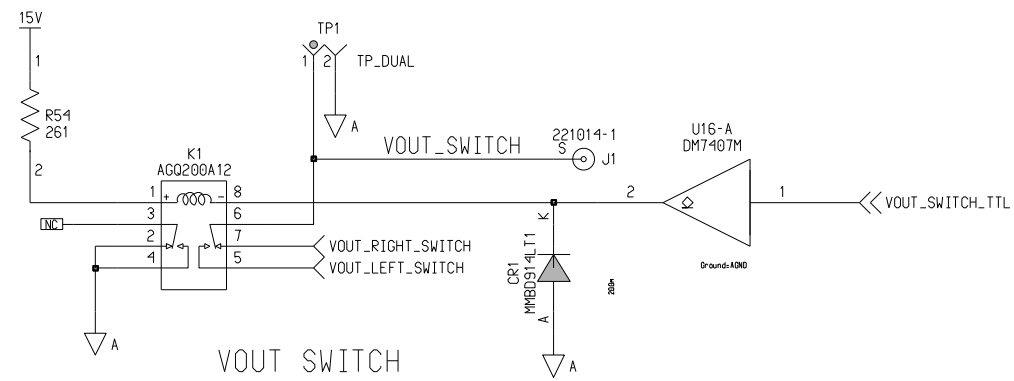 15V
TP1
1
1 2 TP_DUAL
R54
261
A
U16-A
DM7407M
221014-1
VOUT_SWITCH
S
J1
2
K1
AGQ200A12
1 + - 8
2
1
VOUT_SWITCH_TTL
3
6
NC
K
2
7
VOUT_RIGHT_SWITCH
4
5
VOUT_LEFT_SWITCH
Ground=AGND
CR1
MMBD914LT1
200m
A
A
VOUT SWITCH
A